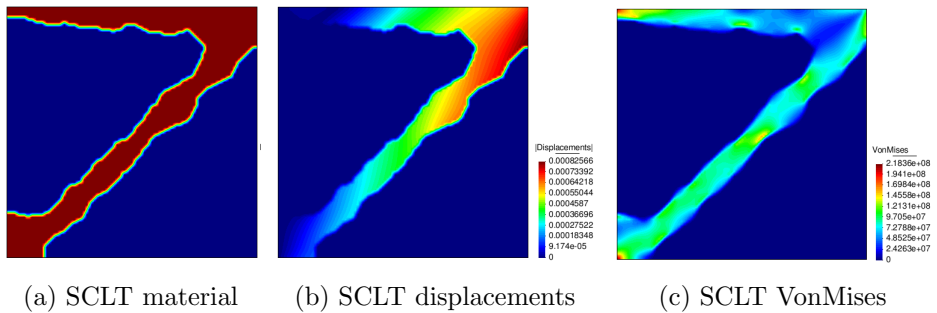 |Displacements|
0.00082566
0.00073392
0.00064218
0.00055044
0.0004587
0.00036696
0.00027522
0.00018348
9.174e-05
0
VonMises
2.1836e+08
1.941e+08
1.6984e+08
1.4558e+08
1.2131e+08
9.705e+07
7.2788e+07
4.8525e+07
2.4263e+07
0
(a) SCLT material
(b) SCLT displacements
(c) SCLT VonMises